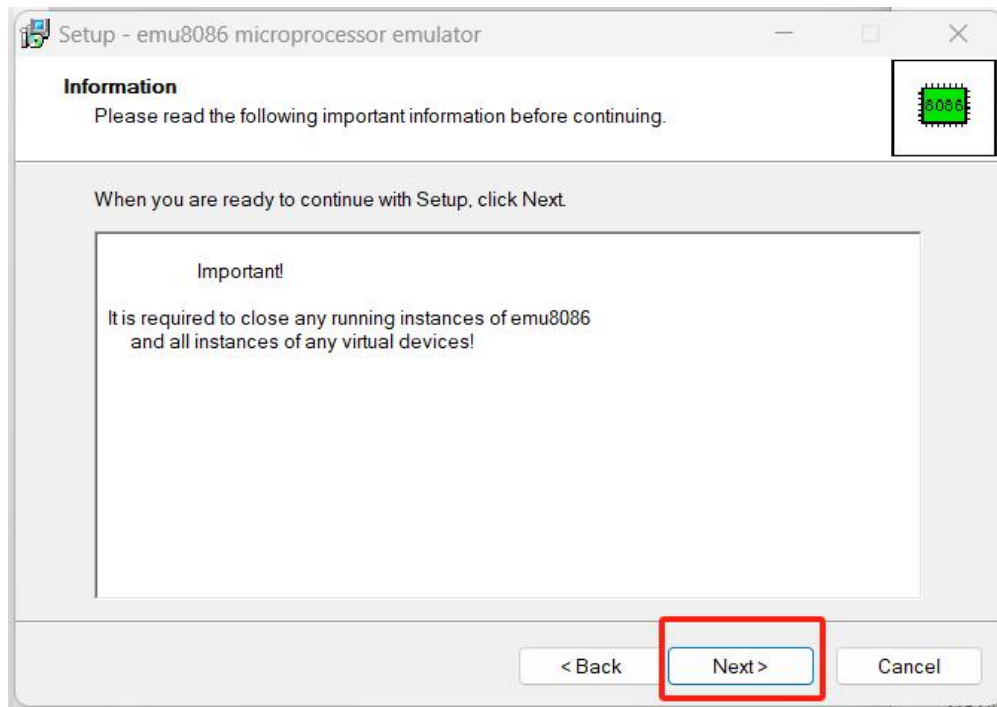 Setup - emu8086 microprocessor emulator
Information
Please read the following important information before continuing.
8086
When you are ready to continue with Setup, click Next.
Important!
It is required to close any running instances of emu8086
and all instances of any virtual devices!
< Back
Next >
Cancel